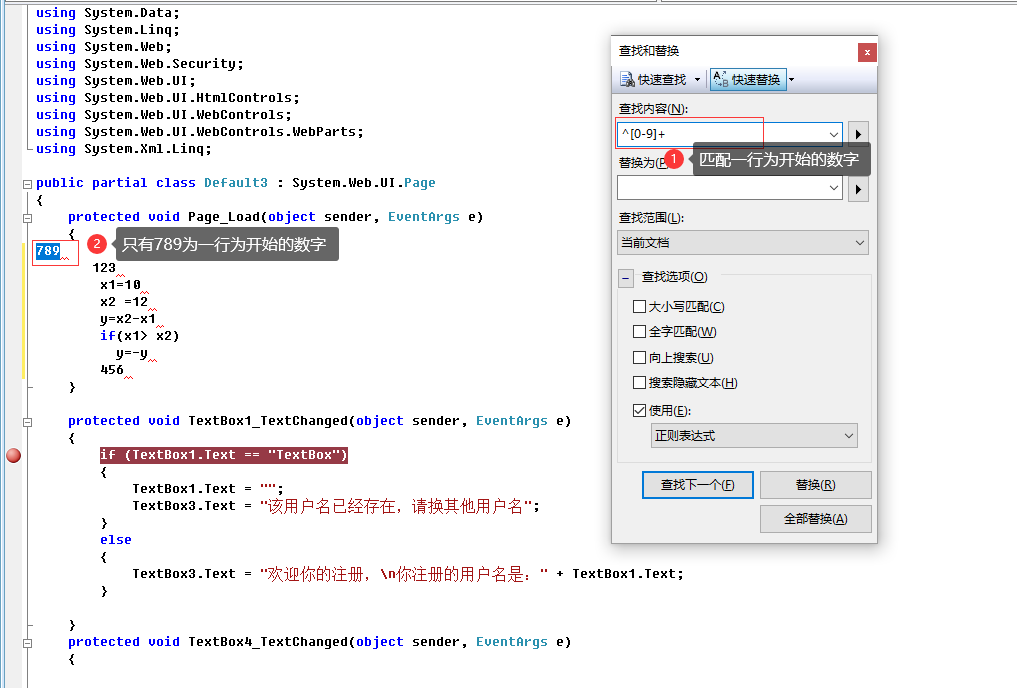 using System.Data;
using System.Linq;
using System.Web;
using System.Web.Security;
using System.Web.UI;
using System.Web.UI.HtmlControls;
using System.Web.UI.WebControls;
using System.Web.UI.WebControls.WebParts;
using System.Xml.Linq;
public partial class Default3 : System.Web.UI.Page
{
protected void Page_Load(object sender, EventArgs e)
{
789
2 只有789为一行为开始的数字
123
x1=10
x2 =12
y=x2-x1
if(x1> x2)
y=-y
456
}
protected void TextBox1_TextChanged(object sender, EventArgs e)
{
if (TextBox1.Text == "TextBox")
{
TextBox1.Text = "";
TextBox3.Text = "该用户名已经存在，请换其他用户名";
}
else
{
TextBox3.Text = "欢迎你的注册，\n你注册的用户名是：" + TextBox1.Text;
}
}
protected void TextBox4_TextChanged(object sender, EventArgs e)
{
查找和替换
x
快速查找 快速替换
查找内容(N):
^[0-9]+
替换为(P
1 匹配一行为开始的数字
查找范围(L):
当前文档
查找选项(O)
大小写匹配(C)
全字匹配(W)
向上搜索(U)
搜索隐藏文本(H)
使用(E):
正则表达式
查找下一个(F) 替换(R)
全部替换(A)